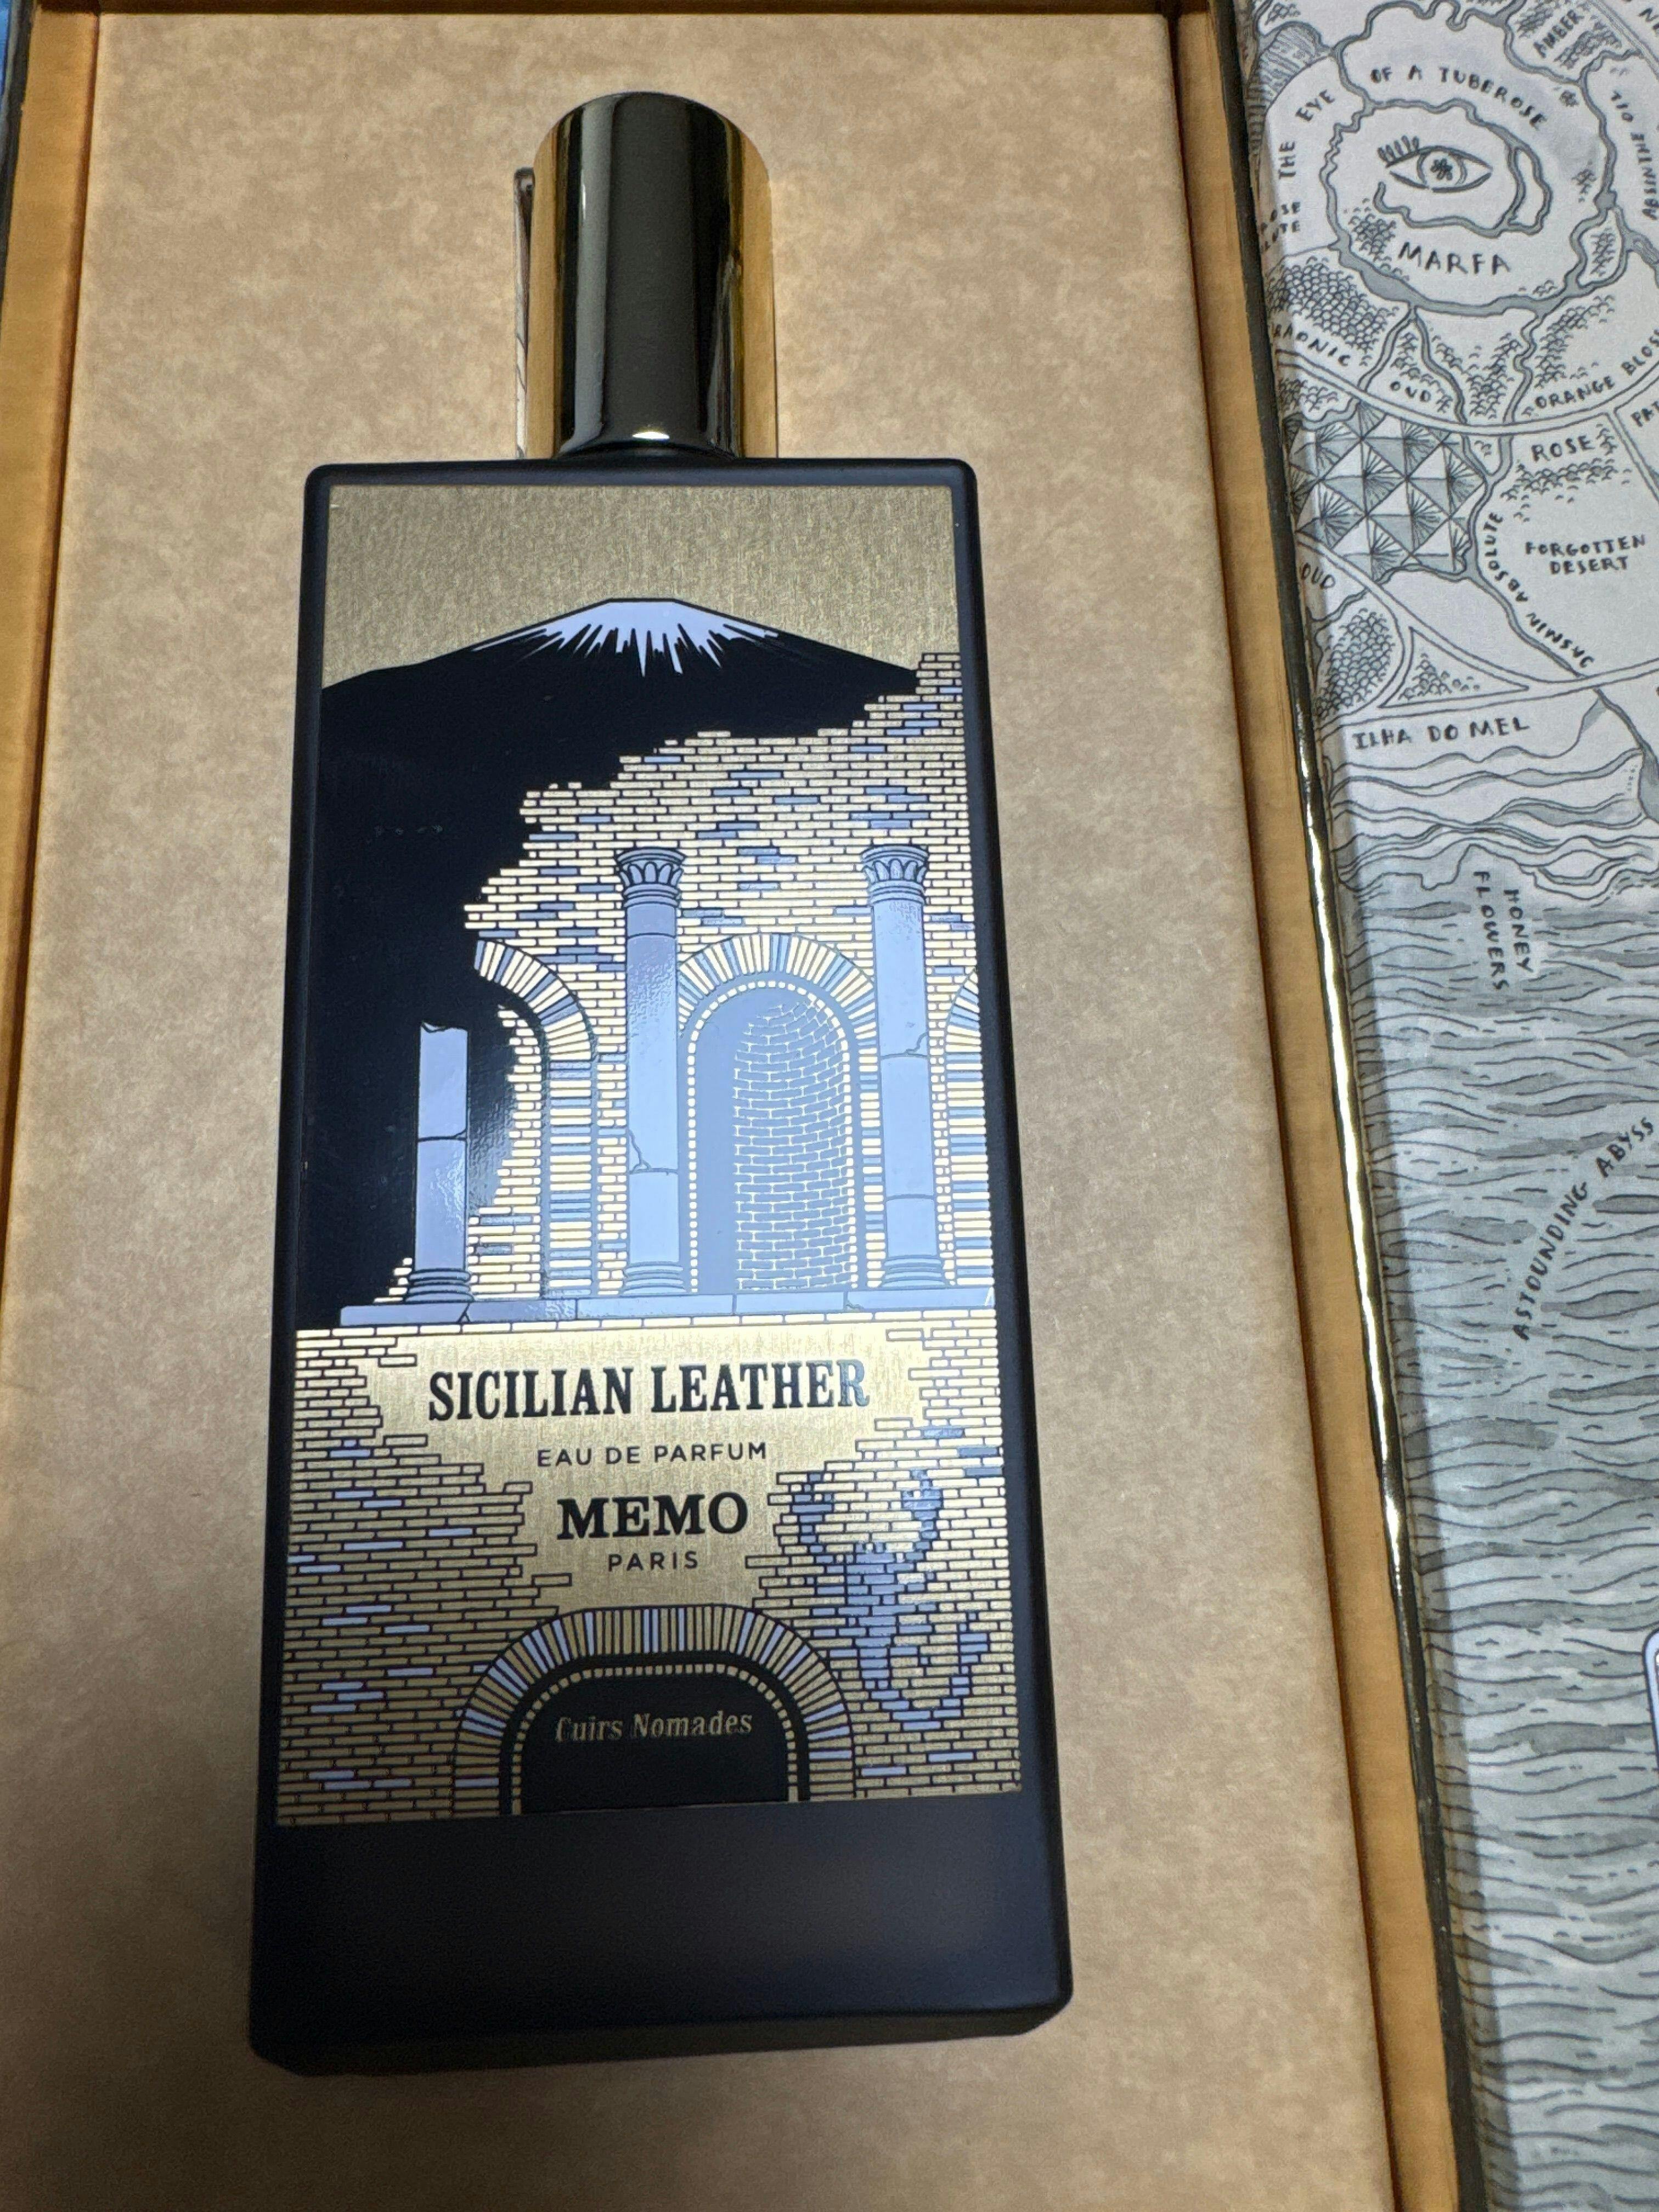 SICILIAN LEATHER
EAU DE PARFUM
MEMO
PARIS
Cuirs Nomades
AMBER
THE EYE OF A TUBEROSE
MARFA
OUD
ORANGE
ROSE
FORGOTTEN
DESERT
JASMIN ABSOLUTE
OUD
ILHA DO MEL
HONEY
FLOWERS
ASTOUNDING ABYSS